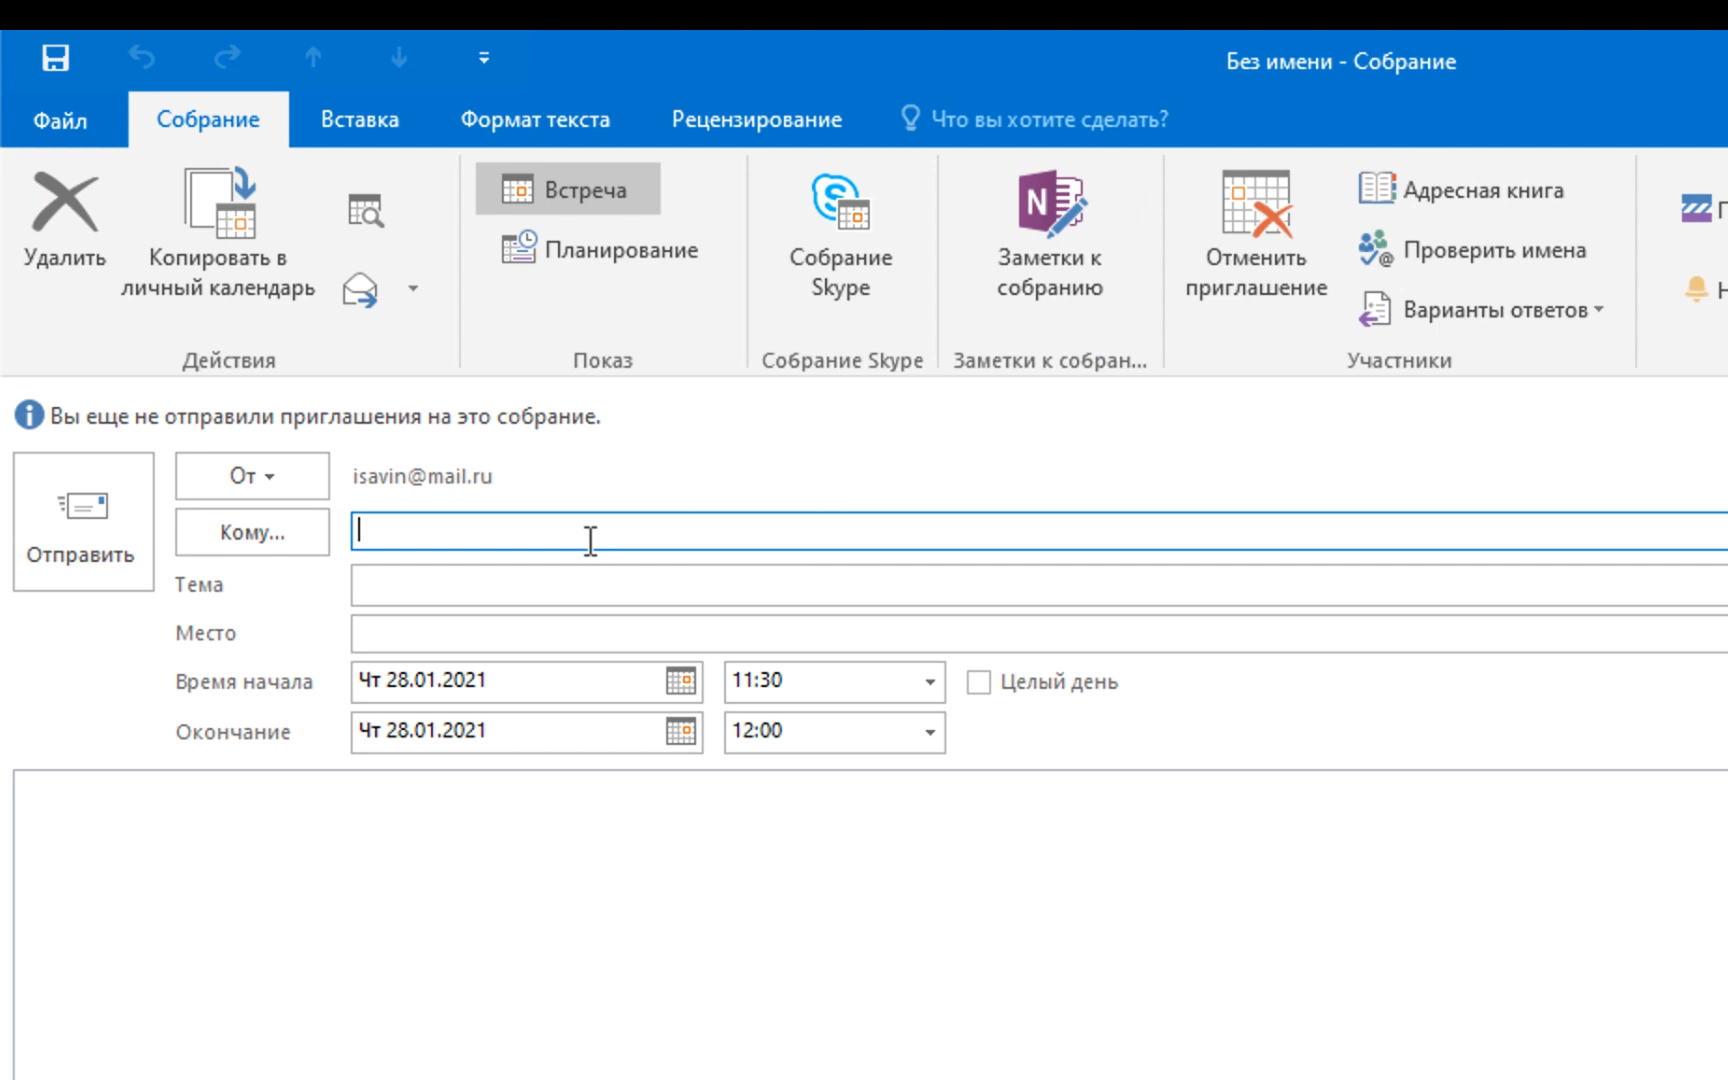 Без имени - Собрание
Файл
Собрание
Вставка
Формат текста
Рецензирование
Что вы хотите сделать?
Удалить
Копировать в
личный календарь
Действия
Встреча
Планирование
Показ
Собрание
Skype
Собрание Skype
N
Заметки к
собранию
Заметки к собран...
Отменить
приглашение
Адресная книга
Проверить имена
Варианты ответов
Участники
Вы еще не отправили приглашения на это собрание.
Отправить
От
isavin@mail.ru
Кому...
Тема
Место
Время начала
Чт 28.01.2021
11:30
Целый день
Окончание
Чт 28.01.2021
12:00